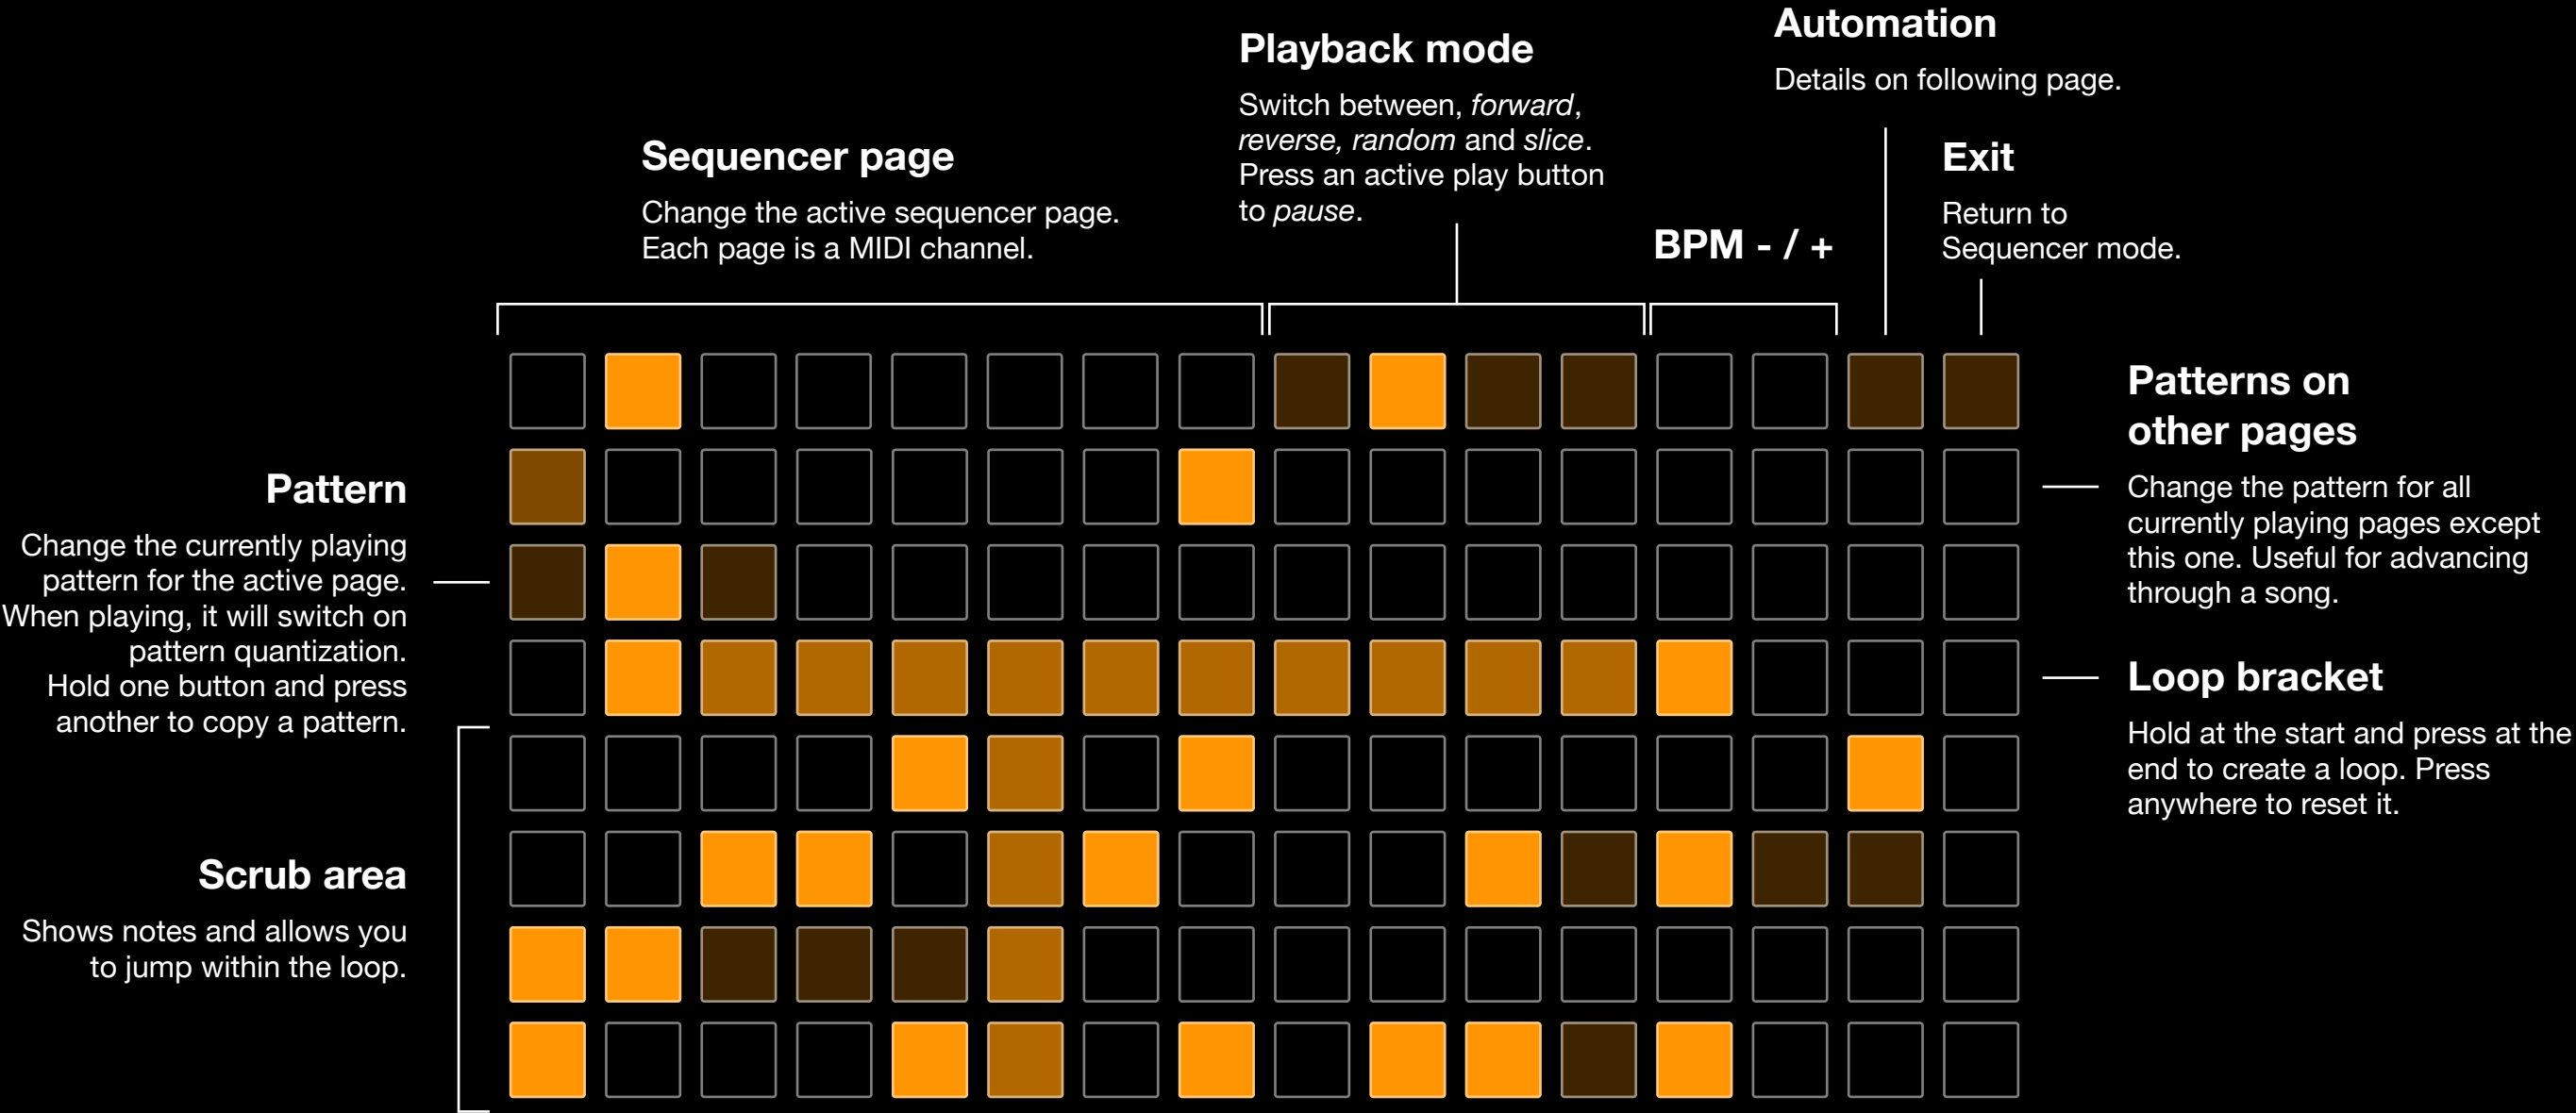 Automation
Details on following page.
Playback mode
Switch between, forward,
reverse, random and slice.
Press an active play button
to pause.
Sequencer page
Change the active sequencer page.
Each page is a MIDI channel.
Exit
Return to
Sequencer mode.
BPM - / +
Pattern
Change the currently playing
pattern for the active page.
When playing, it will switch on
pattern quantization.
Hold one button and press
another to copy a pattern.
Scrub area
Shows notes and allows you
to jump within the loop.
Patterns on
other pages
Change the pattern for all
currently playing pages except
this one. Useful for advancing
through a song.
Loop bracket
Hold at the start and press at the
end to create a loop. Press
anywhere to reset it.